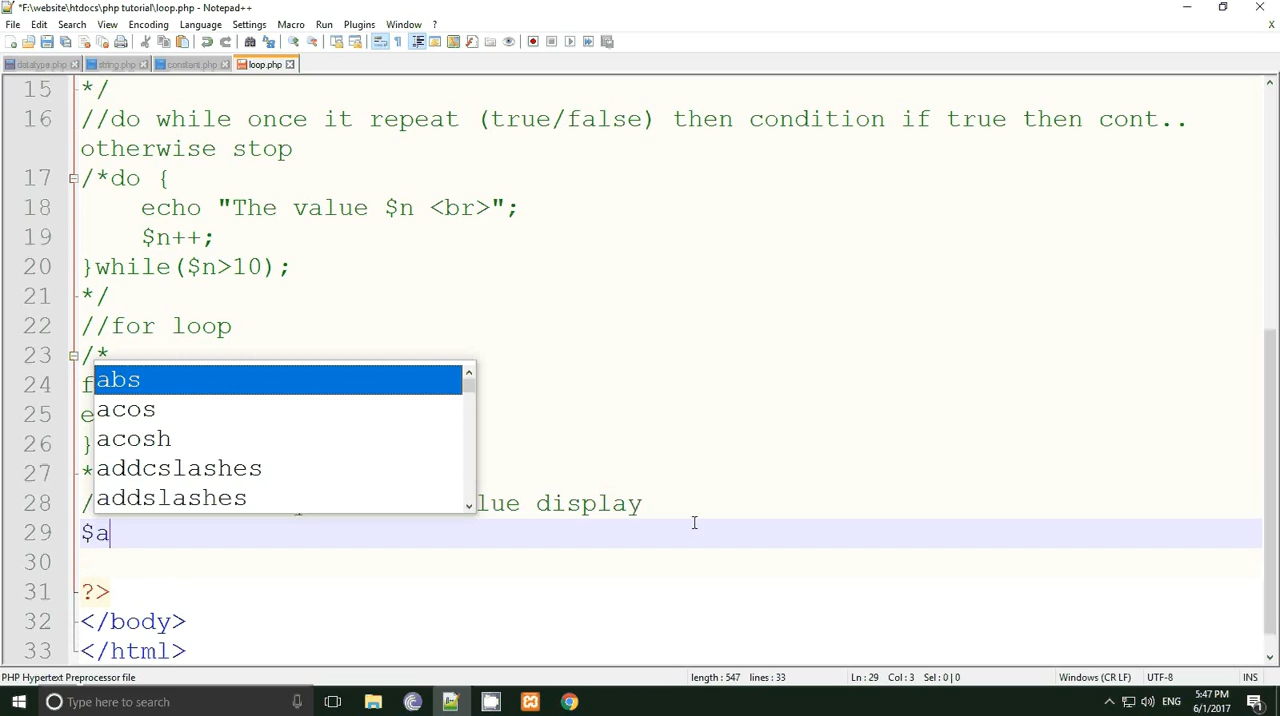 *F:\website\htdocs\php tutorial\loop.php - Notepad++
File Edit Search View Encoding Language Settings Macro Run Plugins Window ?
X
datatype.php string.php constant.php loop.php
15 */
16 //do while once it repeat (true/false) then condition if true then cont..
otherwise stop
17 /*do {
18 echo "The value $n <br>";
19 $n++;
20 }while($n>10);
21 */
22 //for loop
23 /*
24 f
25 e
26 }
27 *
28 / lue display
29 $a
30
31 ?>
32 </body>
33 </html>
abs
acos
acosh
addcslashes
addslashes
PHP Hypertext Preprocessor file length : 547 lines : 33 Ln : 29 Col : 3 Sel : 0 | 0 Windows (CR LF) UTF-8 INS
Type here to search ENG 5:47 PM
6/1/2017